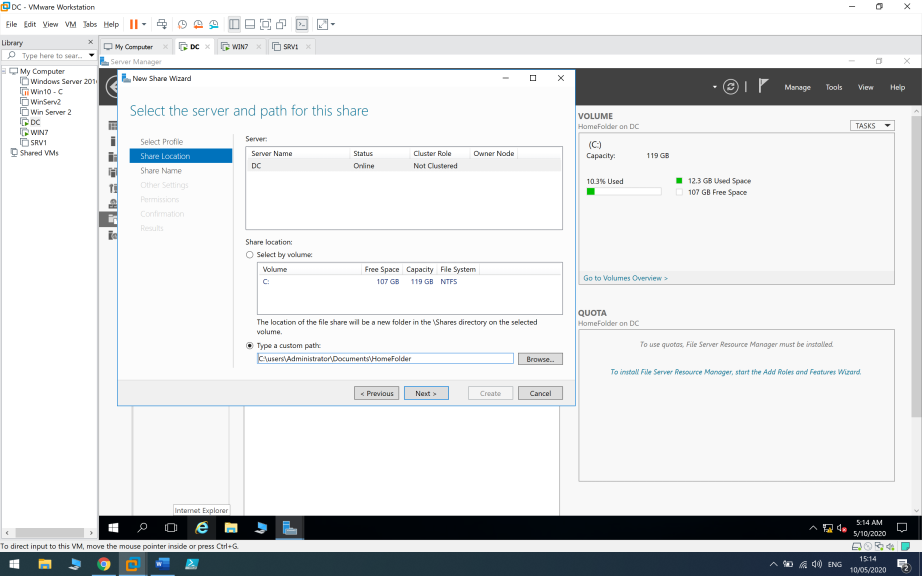 DC - VMware Workstation
File Edit View VM Tabs Help
Library
Type here to sear...
My Computer
Windows Server 201
Win10 - C
WinServ2
Win Server 2
DC
WIN7
SRV1
Shared VMs
My Computer DC WIN7 SRV1
Server Manager
Manage Tools View Help
New Share Wizard
Select the server and path for this share
Select Profile
Share Location
Share Name
Other Settings
Permissions
Confirmation
Results
Server:
Server Name Status Cluster Role Owner Node
DC Online Not Clustered
Share location:
Select by volume:
Volume Free Space Capacity File System
C: 107 GB 119 GB NTFS
The location of the file share will be a new folder in the \Shares directory on the selected
volume.
Type a custom path:
C:\users\Administrator\Documents\HomeFolder
Browse...
< Previous Next > Create Cancel
VOLUME
HomeFolder on DC
TASKS
(C:)
Capacity: 119 GB
10.3% Used
12.3 GB Used Space
107 GB Free Space
Go to Volumes Overview >
QUOTA
HomeFolder on DC
To use quotas, File Server Resource Manager must be installed.
To install File Server Resource Manager, start the Add Roles and Features Wizard.
Internet Explorer
5:14 AM
5/10/2020
To direct input to this VM, move the mouse pointer inside or press Ctrl+G.
ENG
15:14
10/05/2020
2